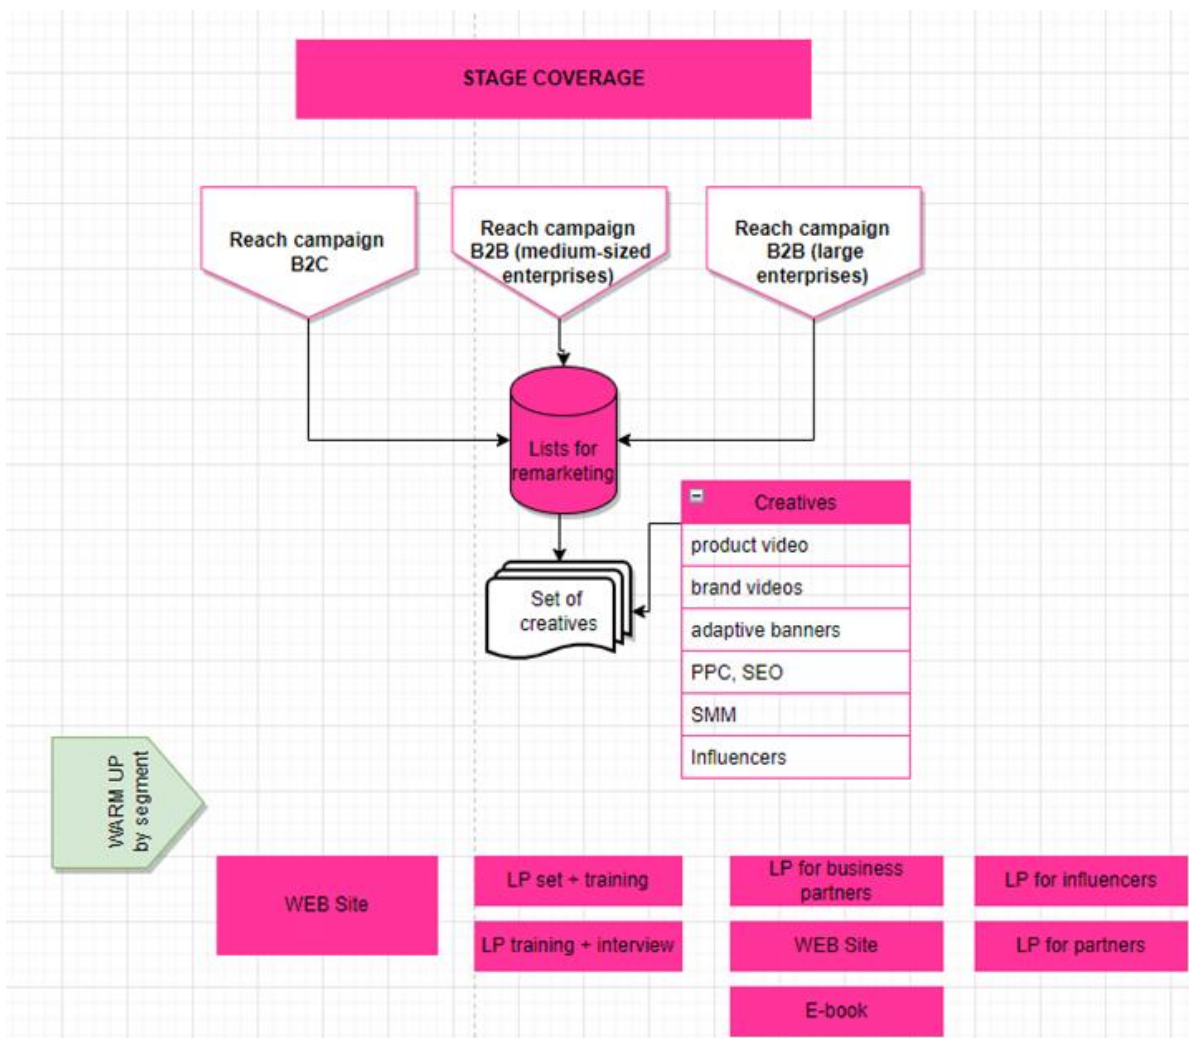 STAGE COVERAGE
Reach campaign
B2C
Reach campaign
B2B (medium-sized
enterprises)
Reach campaign
B2B (large
enterprises)
Lists for
remarketing
Creatives
product video
brand videos
adaptive banners
PPC, SEO
SMM
Influencers
Set of
creatives
WARM UP
by segment
WEB Site
LP set + training
LP training + interview
LP for business
partners
WEB Site
E-book
LP for influencers
LP for partners